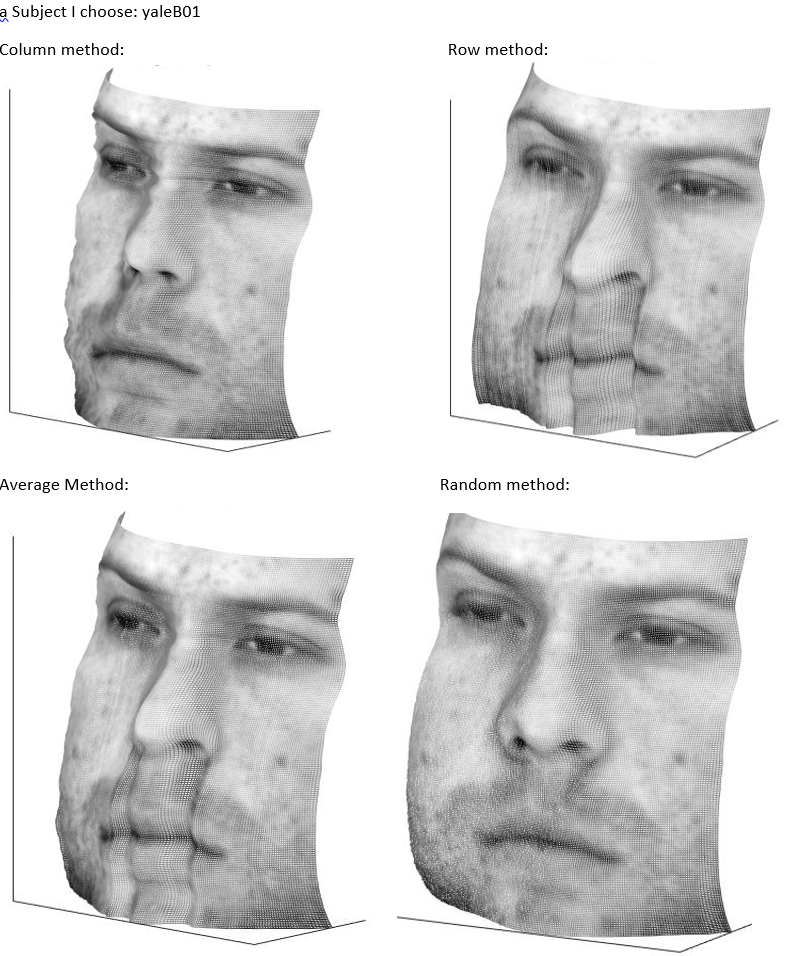 a Subject I choose: yaleB01
Column method:
Row method:
Average Method:
Random method: